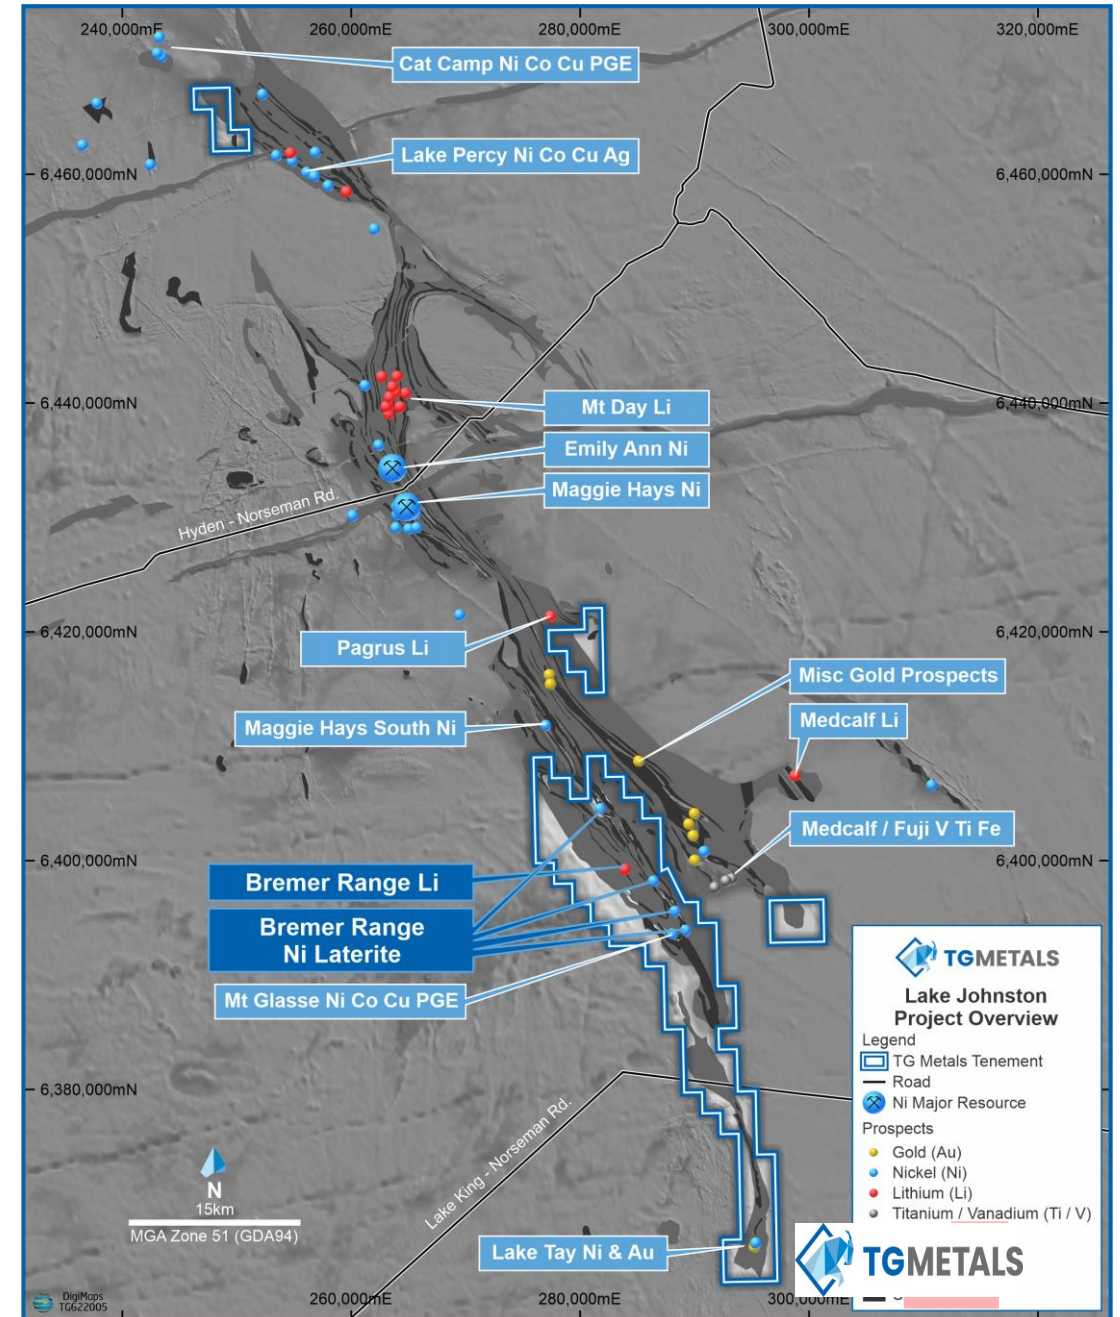 240,000mE
260,000mE
280,000mE
300,000mE
320,000mE
Cat Camp Ni Co Cu PGE
Lake Percy Ni Co Cu Ag
6,460,000mN
6,460,000mN
Mt Day Li
6,440,000mN
6,440,000mN
Emily Ann Ni
Maggie Hays Ni
Hyden - Norseman Rd.
6,420,000mN
6,420,000mN
Pagrus Li
Misc Gold Prospects
Medcalf Li
Maggie Hays South Ni
Medcalf / Fuji V Ti Fe
6,400,000mN
6,400,000mN
Bremer Range Li
Bremer Range
Ni Laterite
Mt Glasse Ni Co Cu PGE
6,380,000mN
Lake King - Norseman Rd.
Lake Tay Ni & Au
N
15km
MGA Zone 51 (GDA94)
DigiMaps
TG622005
260,000mE
280,000mE
300,000mE
TGMETALS
Lake Johnston
Project Overview
Legend
TG Metals Tenement
Road
Ni Major Resource
Prospects
Gold (Au)
Nickel (Ni)
Lithium (Li)
Titanium / Vanadium (Ti / V)
TGMETALS